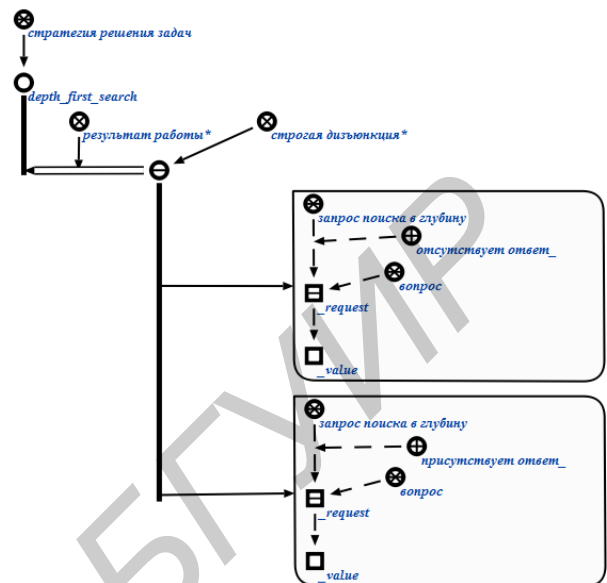 стратегия решения задач
depth_first_search
результат работы*
строгая дизъюнкция*
запрос поиска в глубину
отсутствует ответ_
вопрос
_request
_value
запрос поиска в глубину
присутствует ответ_
вопрос
_request
_value
БГУИР